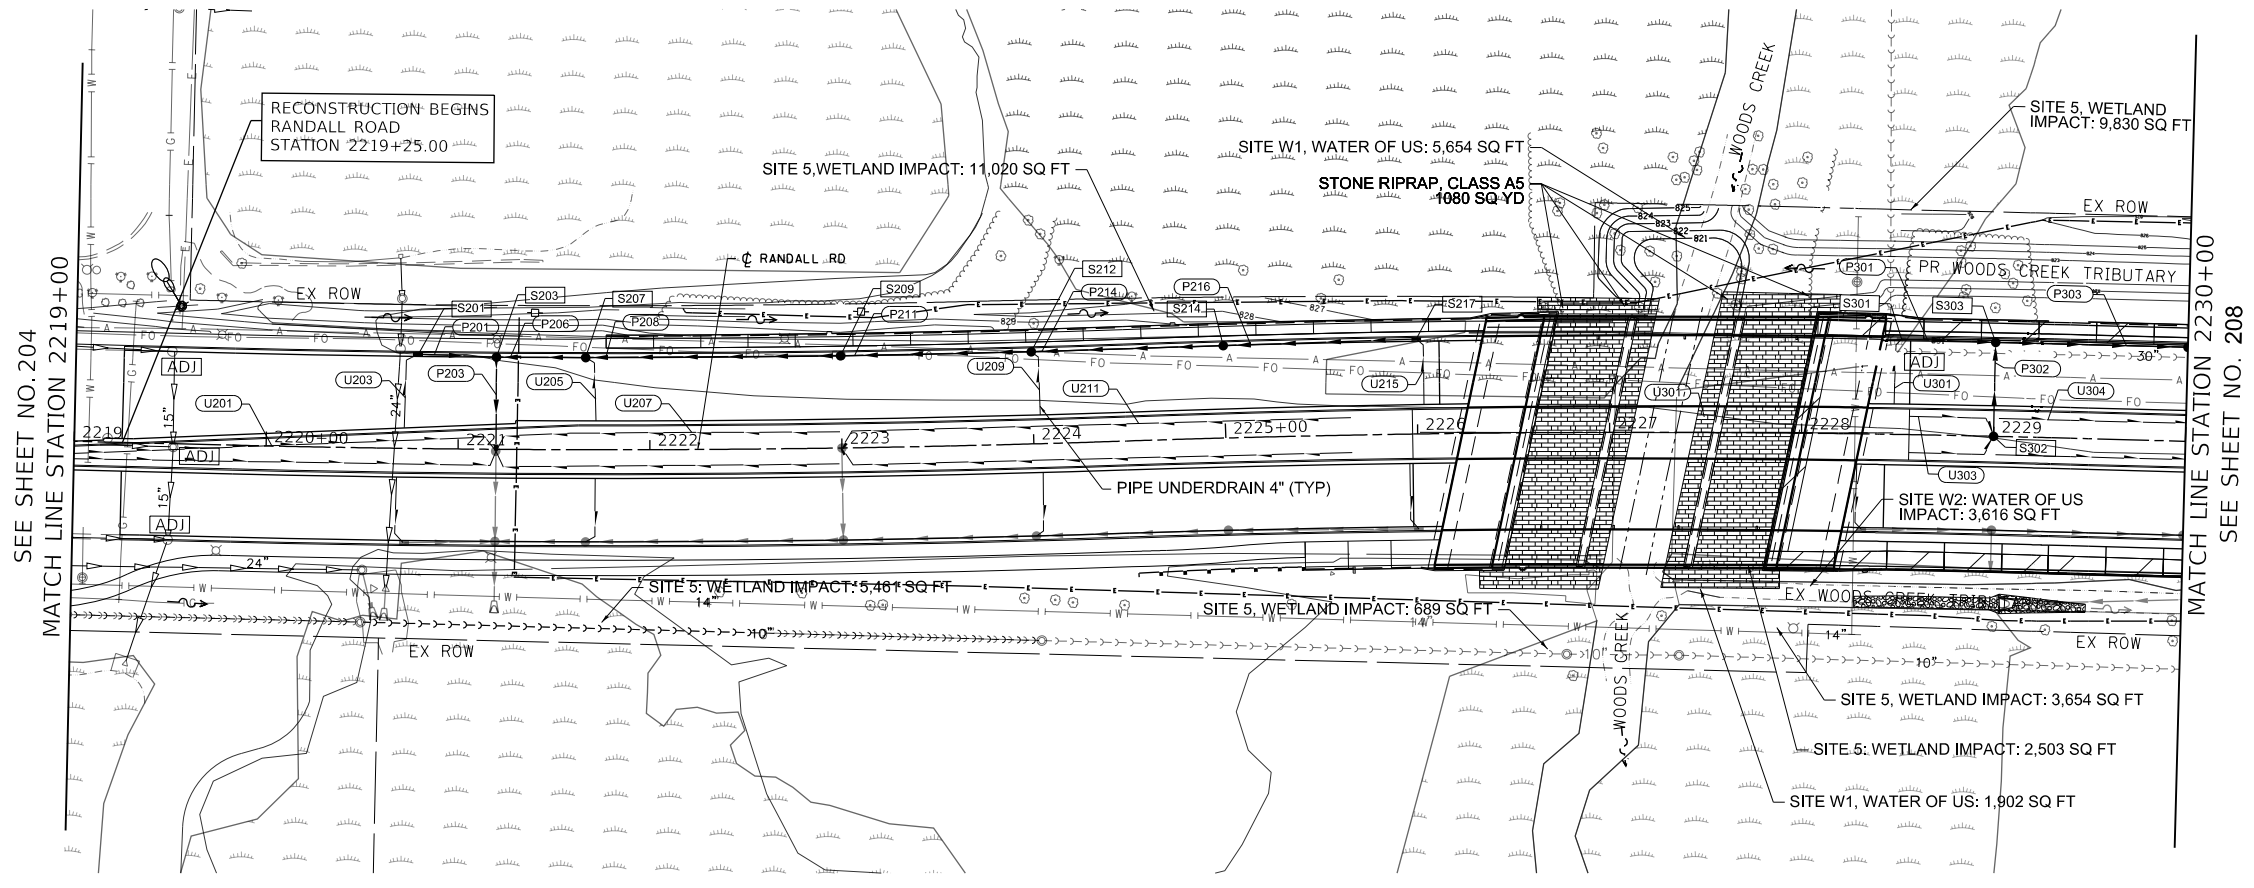 WOODS CREEK
SITE 5, WETLAND
IMPACT: 9,830 SQ FT
RECONSTRUCTION BEGINS
RANDALL ROAD
STATION 2219+25.00
SITE W1, WATER OF US: 5,654 SQ FT
SITE 5,WETLAND IMPACT: 11,020 SQ FT
STONE RIPRAP, CLASS A5
1080 SQ YD
825
824
823
822
821
EX ROW
℄ RANDALL RD
EX ROW
PR WOODS CREEK TRIBUTARY
S201
S203
S207
S209
S212
P214
P216
S214
S217
P301
S301
S303
P303
P201
P206
P208
P211
829
828
827
30"
ADJ
U203
P203
U205
U207
U209
U211
U215
U301
ADJ
U301
P302
U304
U201
15"
24"
2219
2220+00
2221
2222
2223
2224
2225+00
2226
2227
2228
2229
S302
U303
ADJ
15"
ADJ
PIPE UNDERDRAIN 4" (TYP)
SITE W2: WATER OF US
IMPACT: 3,616 SQ FT
24"
SITE 5: WETLAND IMPACT: 5,461 SQ FT
14"
SITE 5, WETLAND IMPACT: 689 SQ FT
14"
EX WOODS CREEK TRIBUTARY
14"
EX ROW
10"
EX ROW
10"
10"
WOODS CREEK
SITE 5, WETLAND IMPACT: 3,654 SQ FT
SITE 5: WETLAND IMPACT: 2,503 SQ FT
SITE W1, WATER OF US: 1,902 SQ FT
SEE SHEET NO. 204
MATCH LINE STATION 2219+00
MATCH LINE STATION 2230+00
SEE SHEET NO. 208